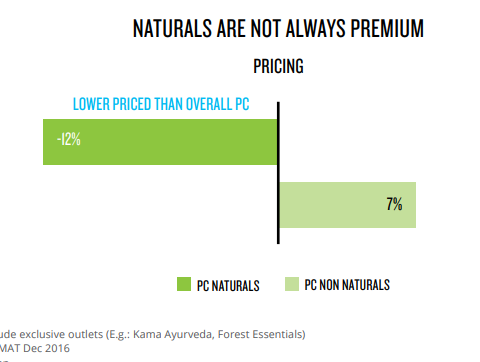 NATURALS ARE NOT ALWAYS PREMIUM
PRICING
LOWER PRICED THAN OVERALL PC
-12%
7%
PC NATURALS PC NON NATURALS
ude exclusive outlets (E.g.: Kama Ayurveda, Forest Essentials)
MAT Dec 2016